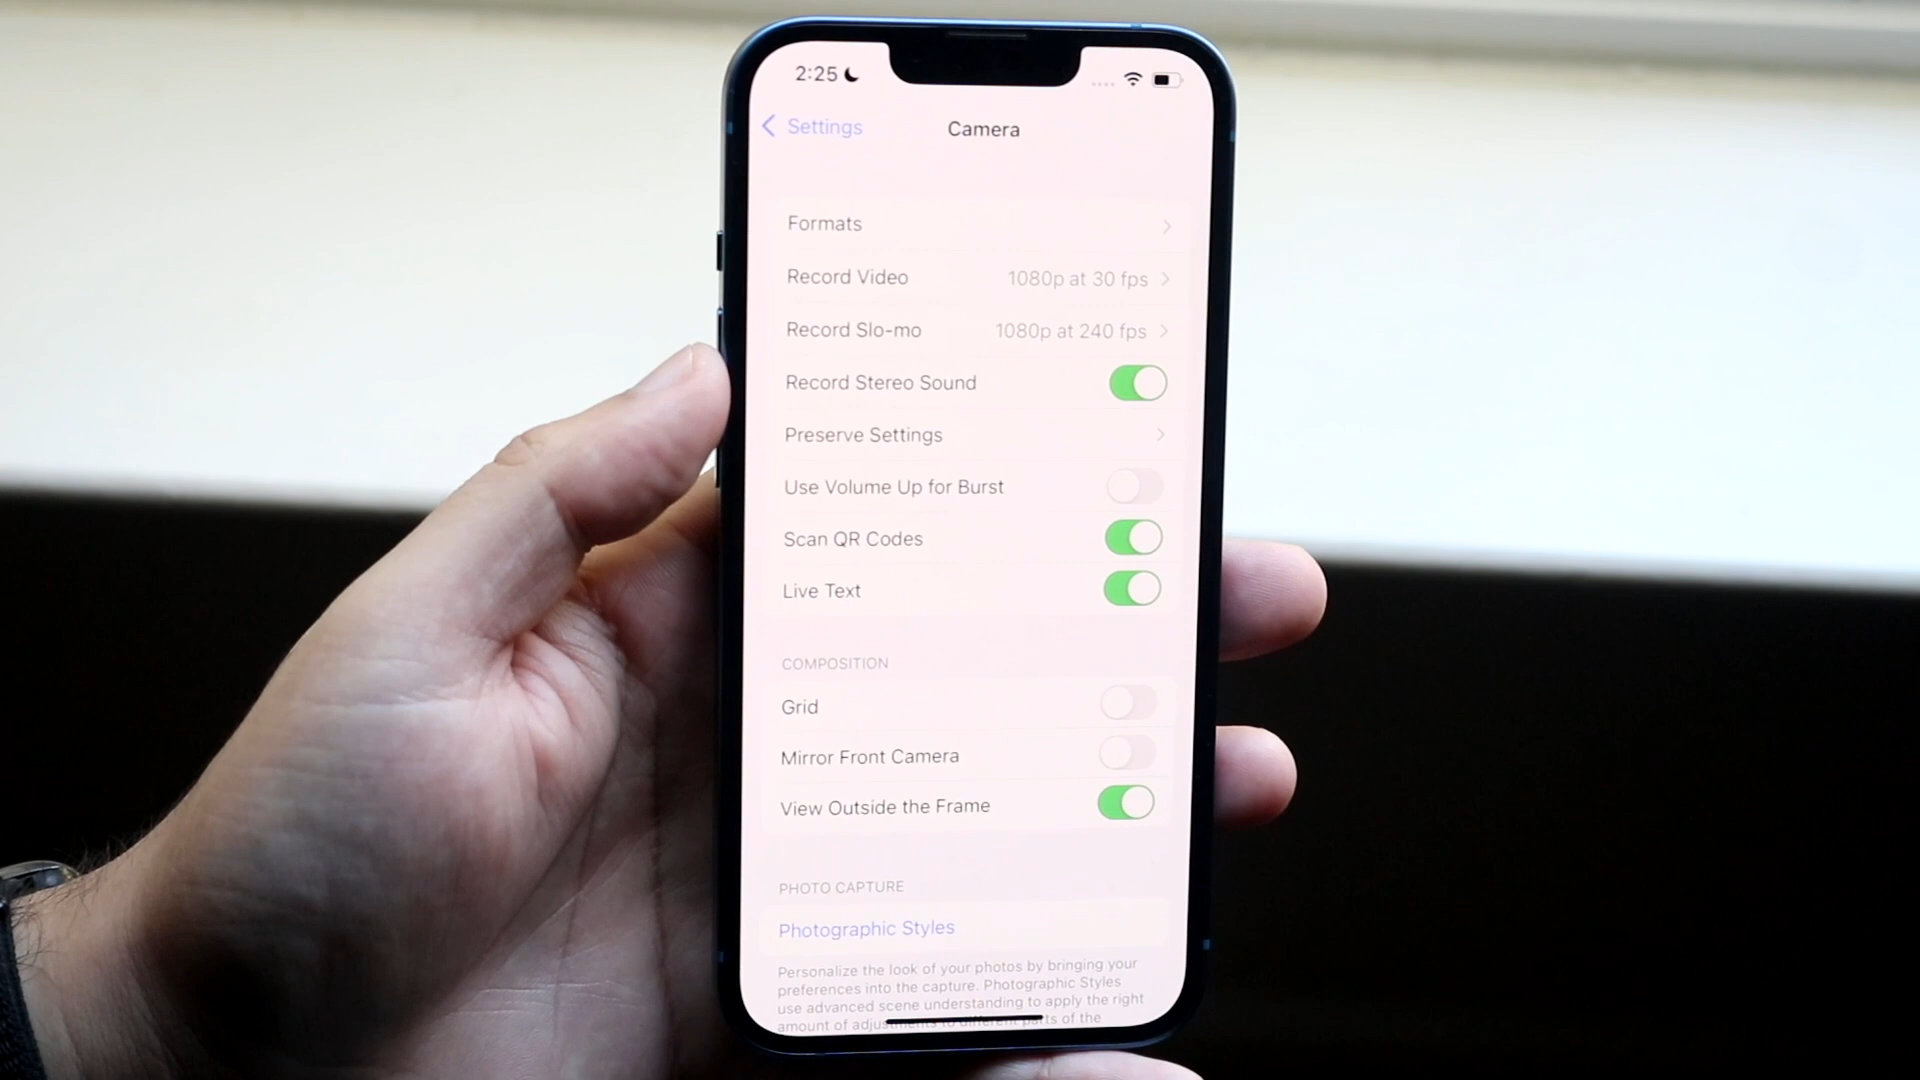 2:25
Settings
Camera
Formats
Record Video 1080p at 30 fps
Record Slo-mo 1080p at 240 fps
Record Stereo Sound
Preserve Settings
Use Volume Up for Burst
Scan QR Codes
Live Text
COMPOSITION
Grid
Mirror Front Camera
View Outside the Frame
PHOTO CAPTURE
Photographic Styles
Personalize the look of your photos by bringing your
preferences into the capture. Photographic Styles
use advanced scene understanding to apply the right
amount of adjustments to different parts of the